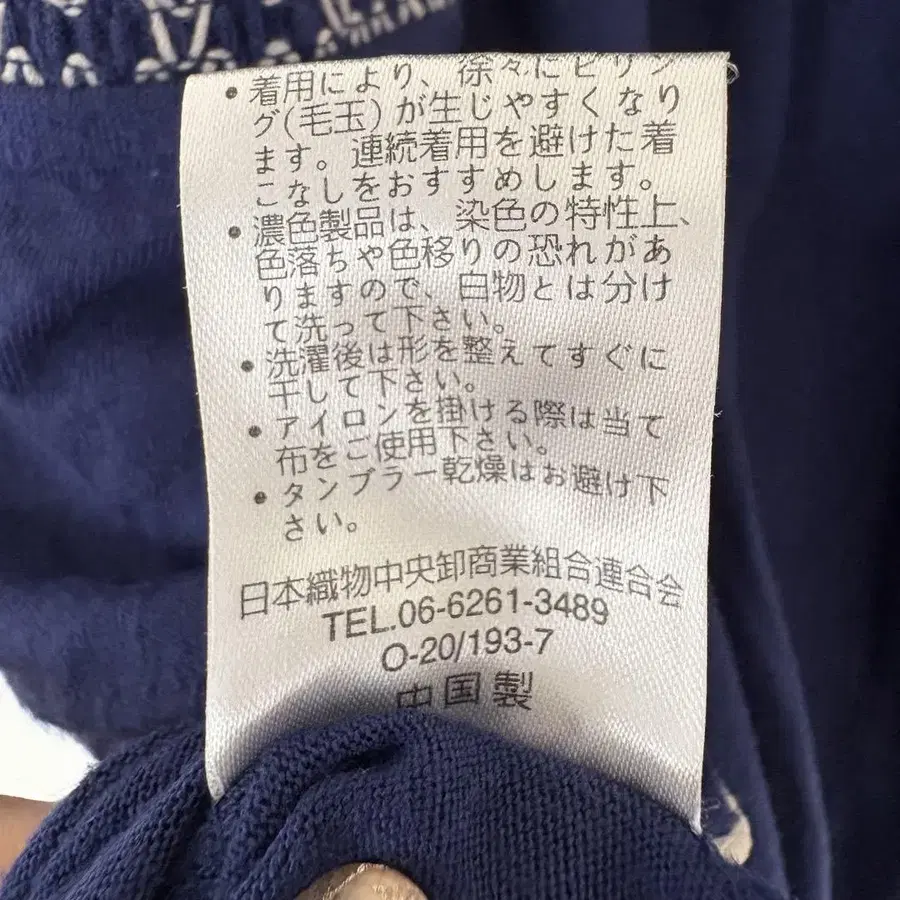 • 着用により、徐々にピリン
グ(毛玉)が生じやすくなり
ます。連続着用を避けた着
こなしをおすすめします。
• 濃色製品は、染色の特性上、
色落ちや色移りの恐れがあ
りますので、白物とは分け
て洗って下さい。
• 洗濯後は形を整えてすぐに
干して下さい。
• アイロンを掛ける際は当て
布をご使用下さい。
• タンブラー乾燥はお避け下
さい。
日本織物中央卸商業組合連合会
TEL.06-6261-3489
O-20/193-7
中国製